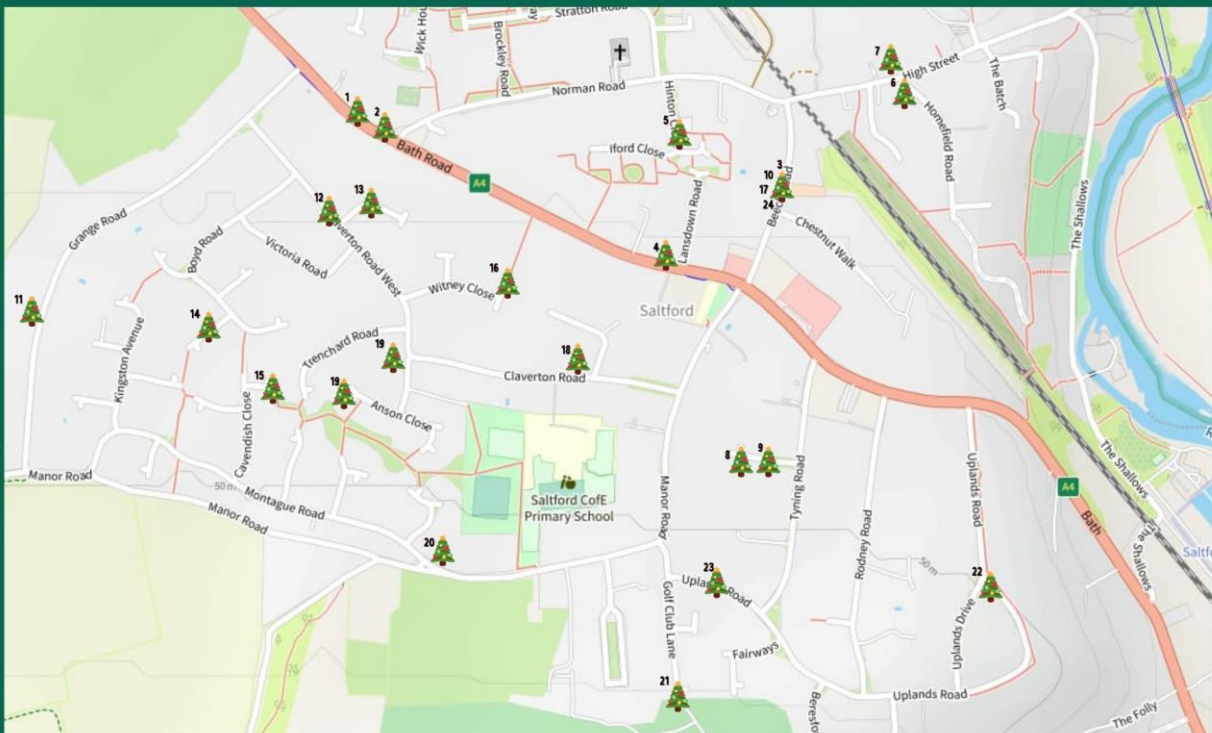 Stratton Road
Brockley Road
Norman Road
High Street
The Batch
Homefield Road
The Shallows
7
6
1
2
Bath Road
A4
Hinton
5
Iford Close
3
10
17
24
Lansdown Road
Chestnut Walk
4
Saltford
12
13
Grange Road
Boyd Road
Victoria Road
16
Witney Close
11
14
Kingston Avenue
Trenchard Road
19
18
Claverton Road
15
19
Anson Close
Cavendish Close
Manor Road
50 m
Montague Road
Manor Road
Saltford CofE
Primary School
8
9
Manor Road
Tyning Road
Rodney Road
Uplands Road
A4
Bath
The Shallows
The Shallows
20
23
50 m
22
Uplands Drive
Golf Club Lane
Fairways
21
Uplands Road
The Folly